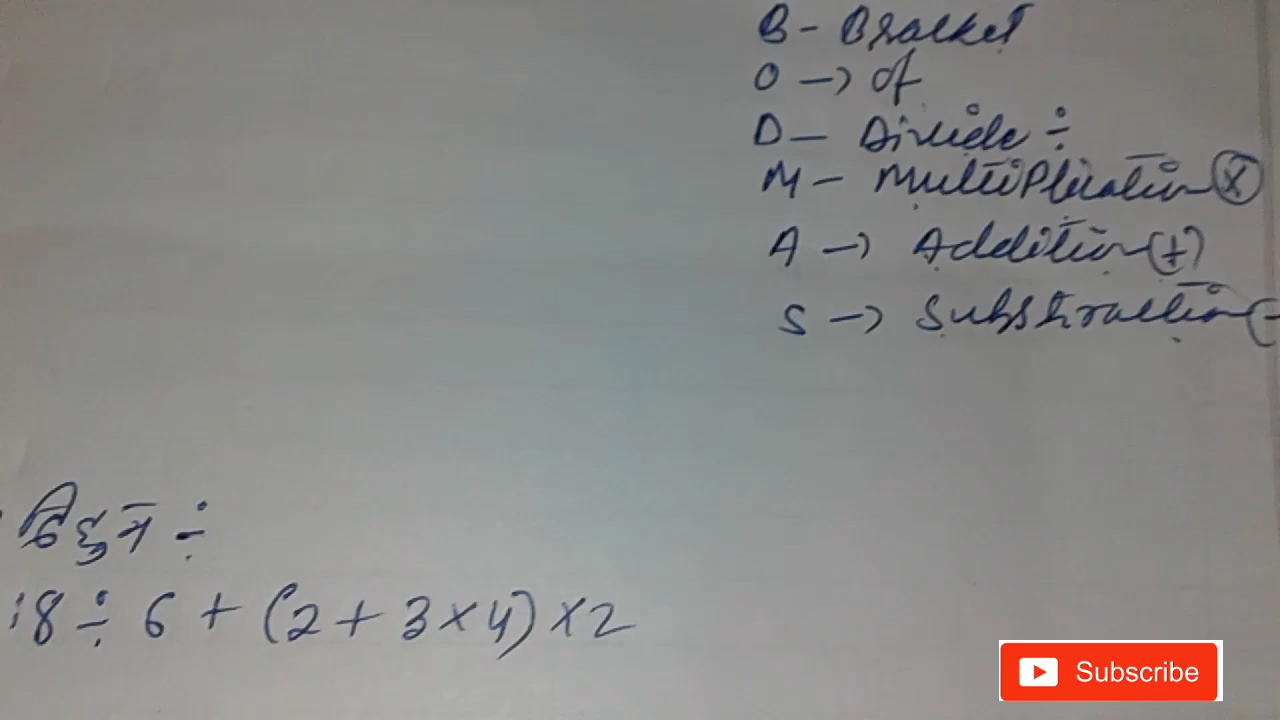 B - Bracket
O → of
D - Divide ÷
M - Multiplication (×)
A → Addition (+)
S → Substraction (-
18 ÷ 6 + (2 + 3 × 4) × 2
Subscribe